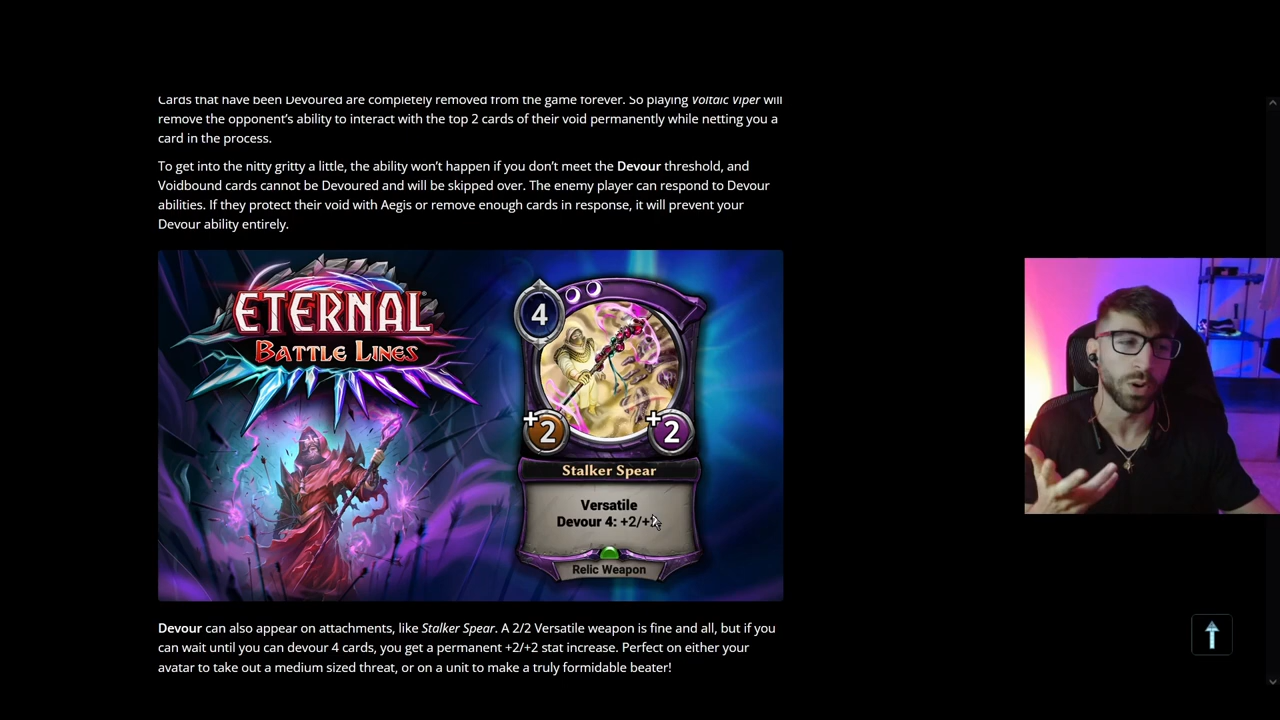 Cards that have been Devoured are completely removed from the game forever. So playing Voltaic Viper will
remove the opponent’s ability to interact with the top 2 cards of their void permanently while netting you a
card in the process.
To get into the nitty gritty a little, the ability won’t happen if you don’t meet the Devour threshold, and
Voidbound cards cannot be Devoured and will be skipped over. The enemy player can respond to Devour
abilities. If they protect their void with Aegis or remove enough cards in response, it will prevent your
Devour ability entirely.
ETERNAL
BATTLE LINES
4
+2
+2
Stalker Spear
Versatile
Devour 4: +2/+
Relic Weapon
Devour can also appear on attachments, like Stalker Spear. A 2/2 Versatile weapon is fine and all, but if you
can wait until you can devour 4 cards, you get a permanent +2/+2 stat increase. Perfect on either your
avatar to take out a medium sized threat, or on a unit to make a truly formidable beater!